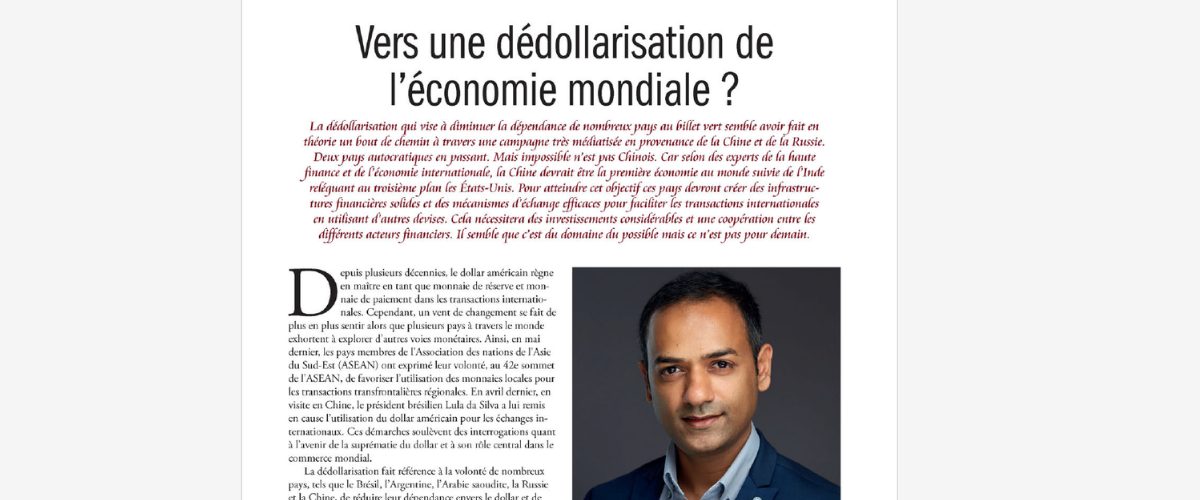 Vers une dédollarisation de
l’économie mondiale ?
La dédollarisation qui vise à diminuer la dépendance de nombreux pays au billet vert semble avoir fait en
théorie un bout de chemin à travers une campagne très médiatisée en provenance de la Chine et de la Russie.
Deux pays autocratiques en passant. Mais impossible n’est pas Chinois. Car selon des experts de la haute
finance et de l’économie internationale, la Chine devrait être la première économie au monde suivie de l’Inde
reléguant au troisième plan les États-Unis. Pour atteindre cet objectif ces pays devront créer des infrastruc-
tures financières solides et des mécanismes d’échange efficaces pour faciliter les transactions internationales
en utilisant d’autres devises. Cela nécessitera des investissements considérables et une coopération entre les
différents acteurs financiers. Il semble que c’est du domaine du possible mais ce n’est pas pour demain.
Depuis plusieurs décennies, le dollar américain règne
en maître en tant que monnaie de réserve et mon-
naie de paiement dans les transactions internatio-
nales. Cependant, un vent de changement se fait de
plus en plus sentir alors que plusieurs pays à travers le monde
exhortent à explorer d’autres voies monétaires. Ainsi, en mai
dernier, les pays membres de l’Association des nations de l’Asie
du Sud-Est (ASEAN) ont exprimé leur volonté, au 42e sommet
de l’ASEAN, de favoriser l’utilisation des monnaies locales pour
les transactions transfrontalières régionales. En avril dernier, en
visite en Chine, le président brésilien Lula da Silva a lui remis
en cause l’utilisation du dollar américain pour les échanges in-
ternationaux. Ces démarches soulèvent des interrogations quant
à l’avenir de la suprématie du dollar et à son rôle central dans le
commerce mondial.
La dédollarisation fait référence à la volonté de nombreux
pays, tels que le Brésil, l’Argentine, l’Arabie saoudite, la Russie
et la Chine, de réduire leur dépendance envers le dollar et de